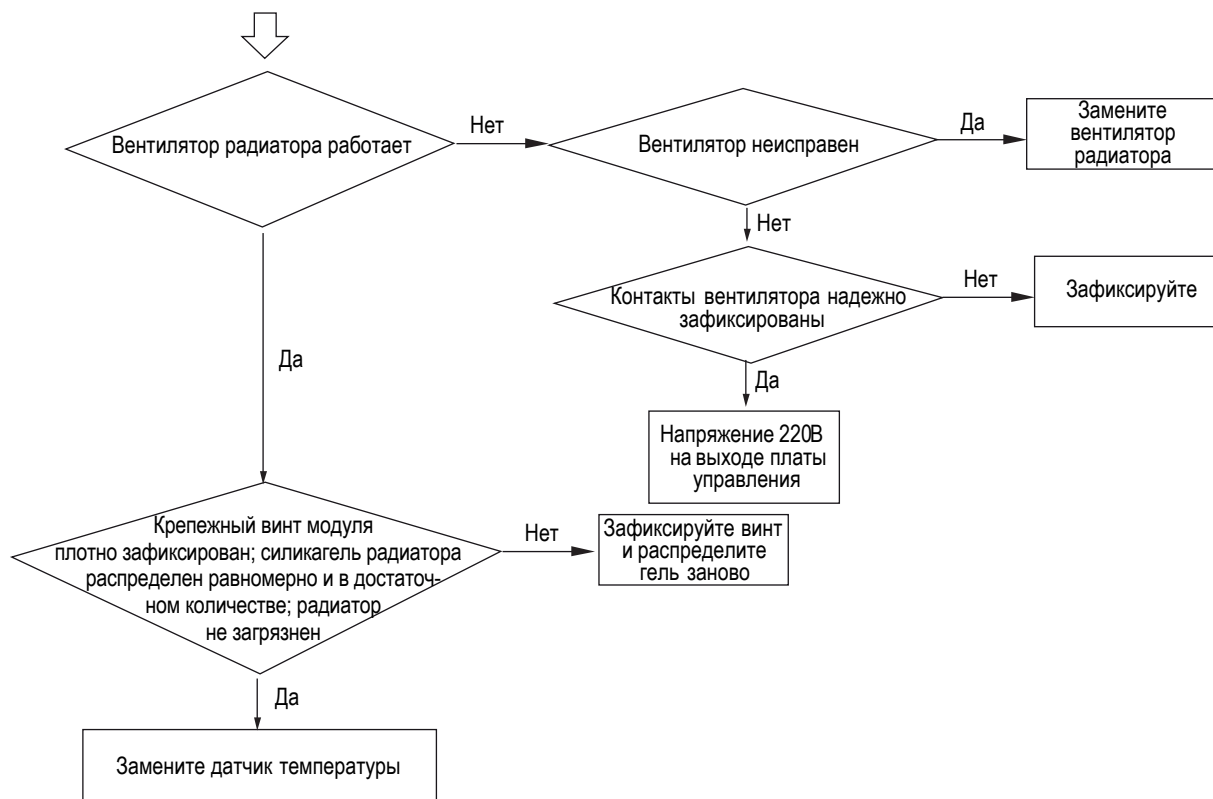 Вентилятор радиатора работает
Нет
Вентилятор неисправен
Да
Замените
вентилятор
радиатора
Нет
Контакты вентилятора надежно
зафиксированы
Нет
Зафиксируйте
Да
Да
Напряжение 220В
на выходе платы
управления
Крепежный винт модуля
плотно зафиксирован; силикагель радиатора
распределен равномерно и в достаточ-
ном количестве; радиатор
не загрязнен
Нет
Зафиксируйте винт
и распределите
гель заново
Да
Замените датчик температуры